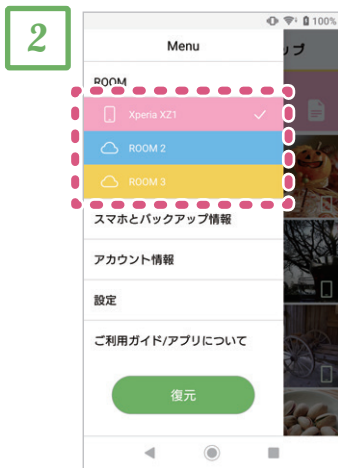 2
100%
Menu
ップ
ROOM
Xperia XZ1
ROOM 2
ROOM 3
スマホとバックアップ情報
アカウント情報
設定
ご利用ガイド/アプリについて
復元